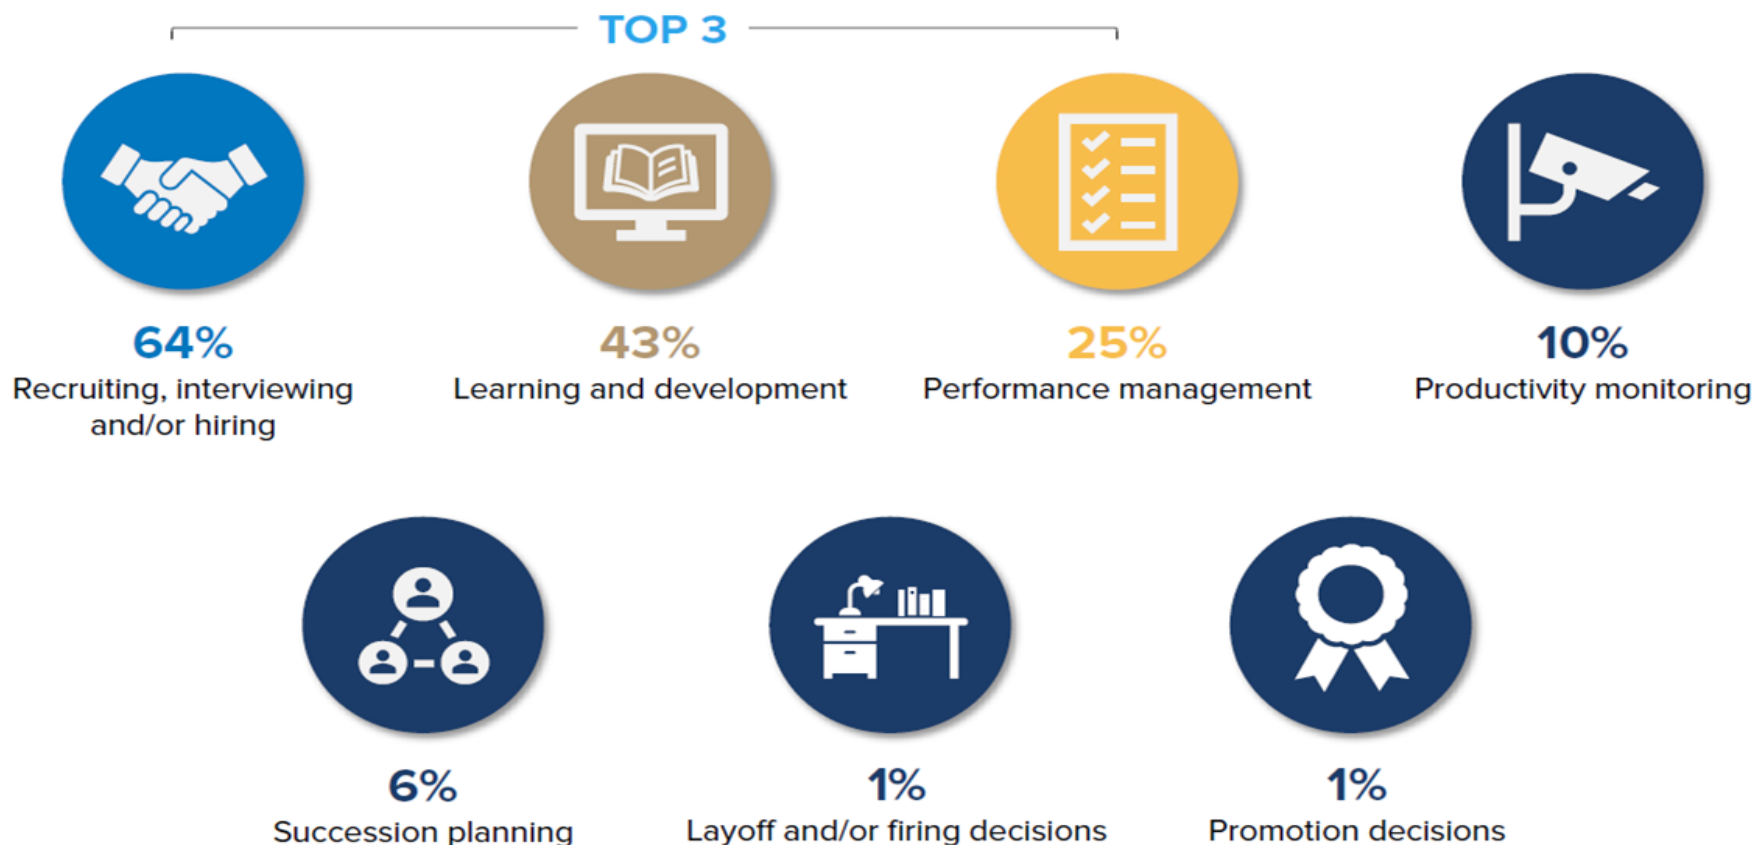 TOP 3
64%
Recruiting, interviewing
and/or hiring
43%
Learning and development
25%
Performance management
10%
Productivity monitoring
6%
Succession planning
1%
Layoff and/or firing decisions
1%
Promotion decisions